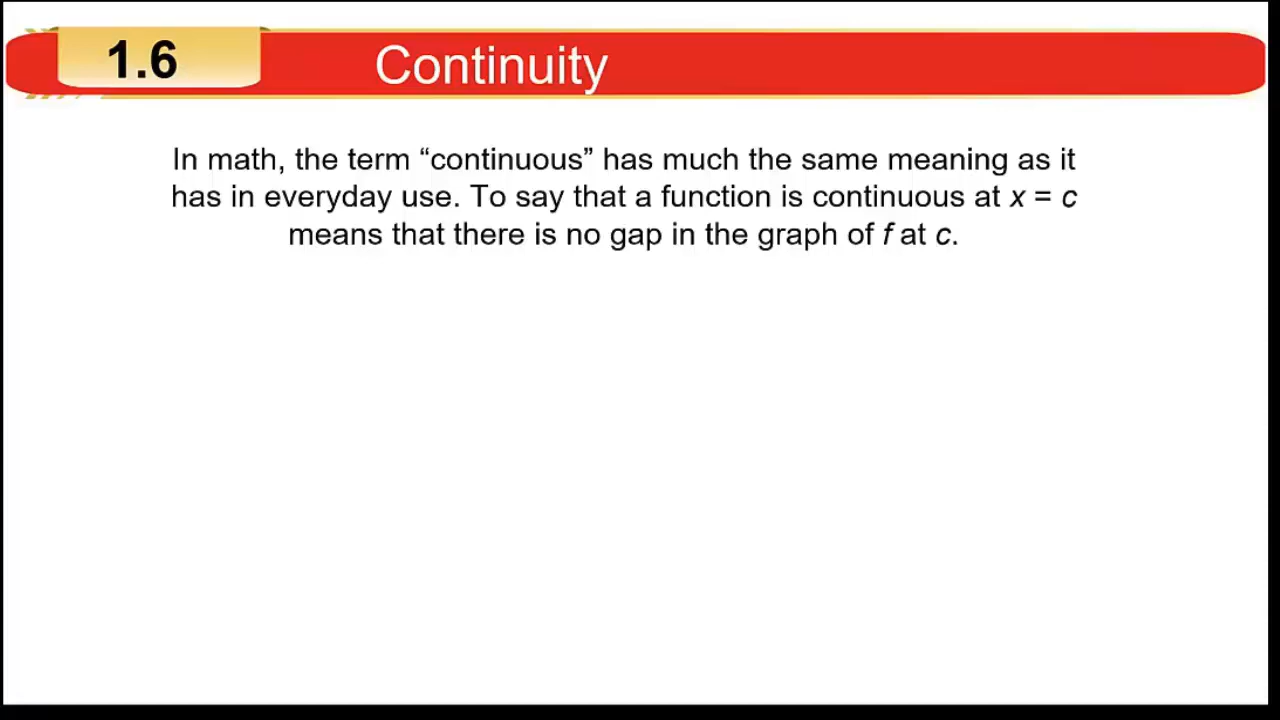 1.6
Continuity
In math, the term “continuous” has much the same meaning as it
has in everyday use. To say that a function is continuous at x = c
means that there is no gap in the graph of f at c.